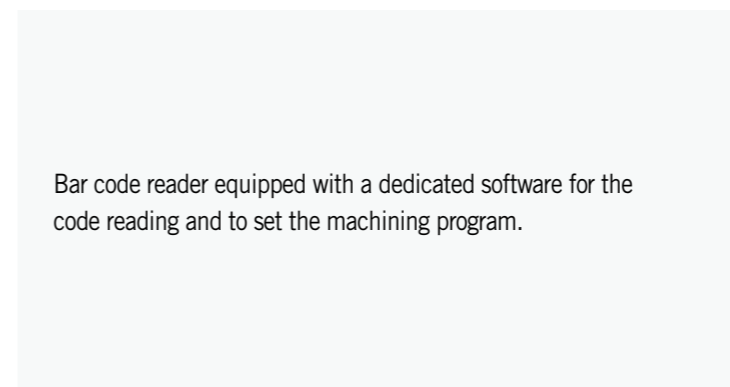 Bar code reader equipped with a dedicated software for the
code reading and to set the machining program.